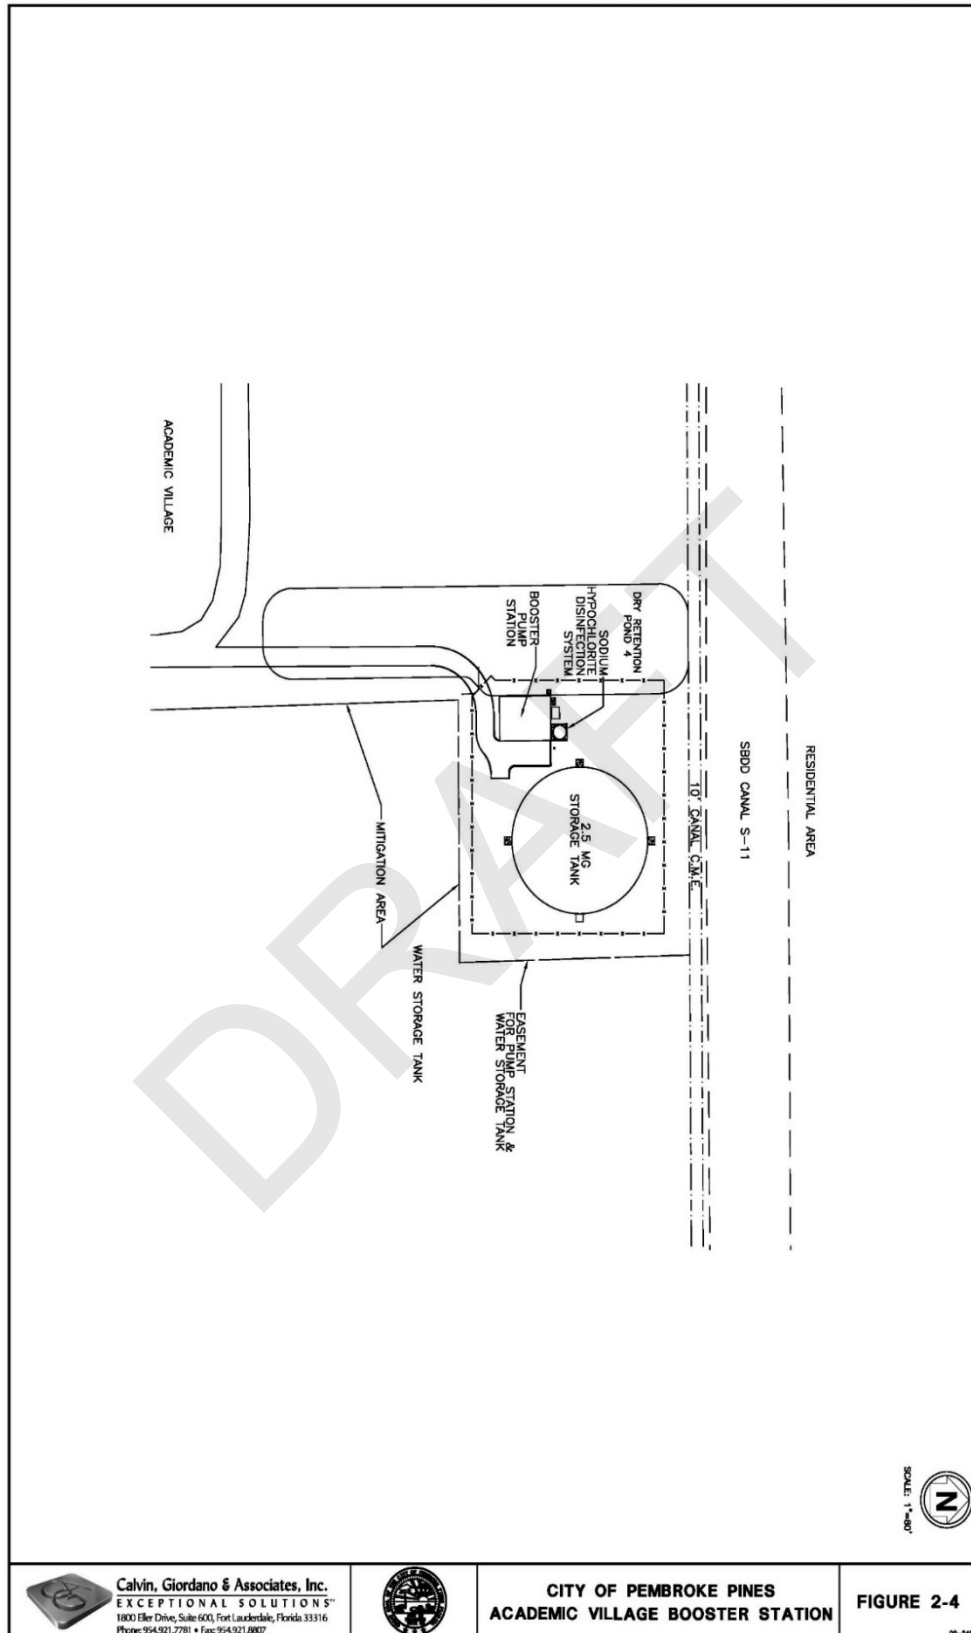 RESIDENTIAL AREA
SBDD CANAL S-11
10' CANAL C.M.E.
DRY RETENTION
POND 4
SODIUM
HYPOCHLORITE
DISINFECTION
SYSTEM
BOOSTER
PUMP
STATION
2.5 MG
STORAGE TANK
EASEMENT
FOR PUMP STATION &
WATER STORAGE TANK
WATER STORAGE TANK
MITIGATION AREA
ACADEMIC VILLAGE
DRAFT
N
SCALE: 1"=80'
Calvin, Giordano & Associates, Inc.
EXCEPTIONAL SOLUTIONS™
1800 Eller Drive, Suite 600, Fort Lauderdale, Florida 33316
Phone: 954.921.7781 • Fax: 954.921.8807
CITY OF PEMBROKE PINES
ACADEMIC VILLAGE BOOSTER STATION
FIGURE 2-4